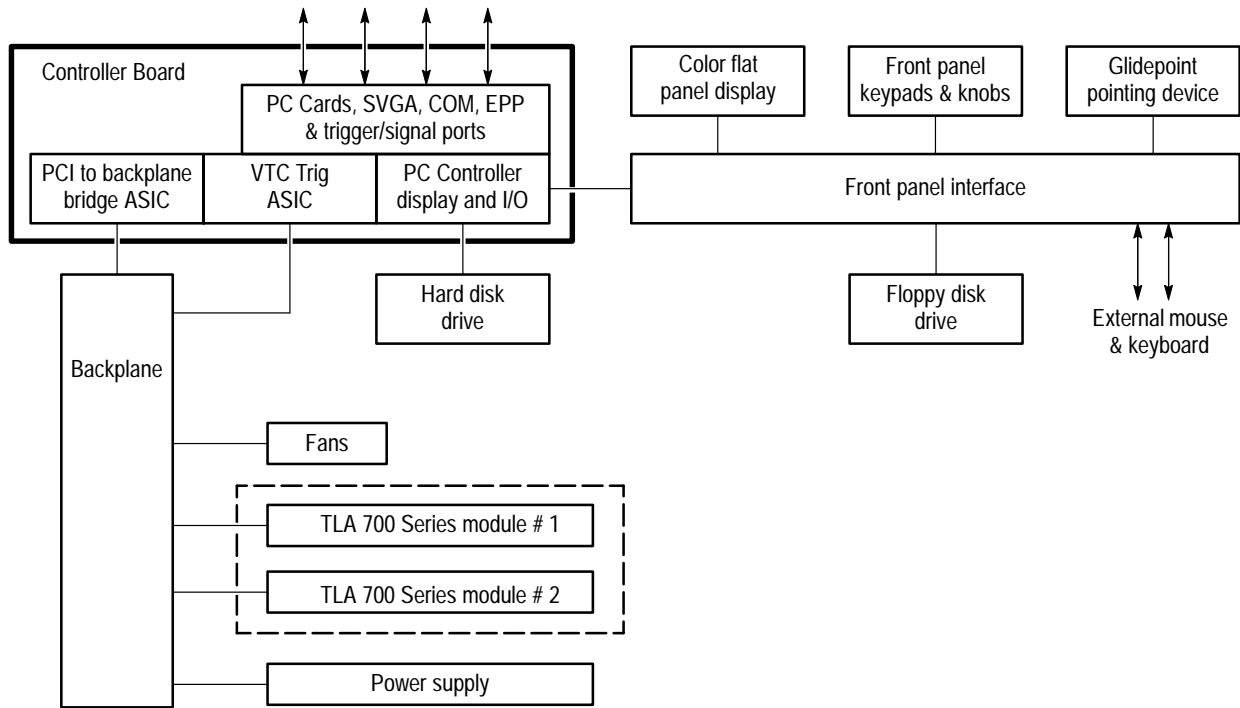 Controller Board
PC Cards, SVGA, COM, EPP
& trigger/signal ports
PCI to backplane
bridge ASIC
VTC Trig
ASIC
PC Controller
display and I/O
Color flat
panel display
Front panel
keypads & knobs
Glidepoint
pointing device
Front panel interface
Hard disk
drive
Floppy disk
drive
External mouse
& keyboard
Backplane
Fans
TLA 700 Series module # 1
TLA 700 Series module # 2
Power supply